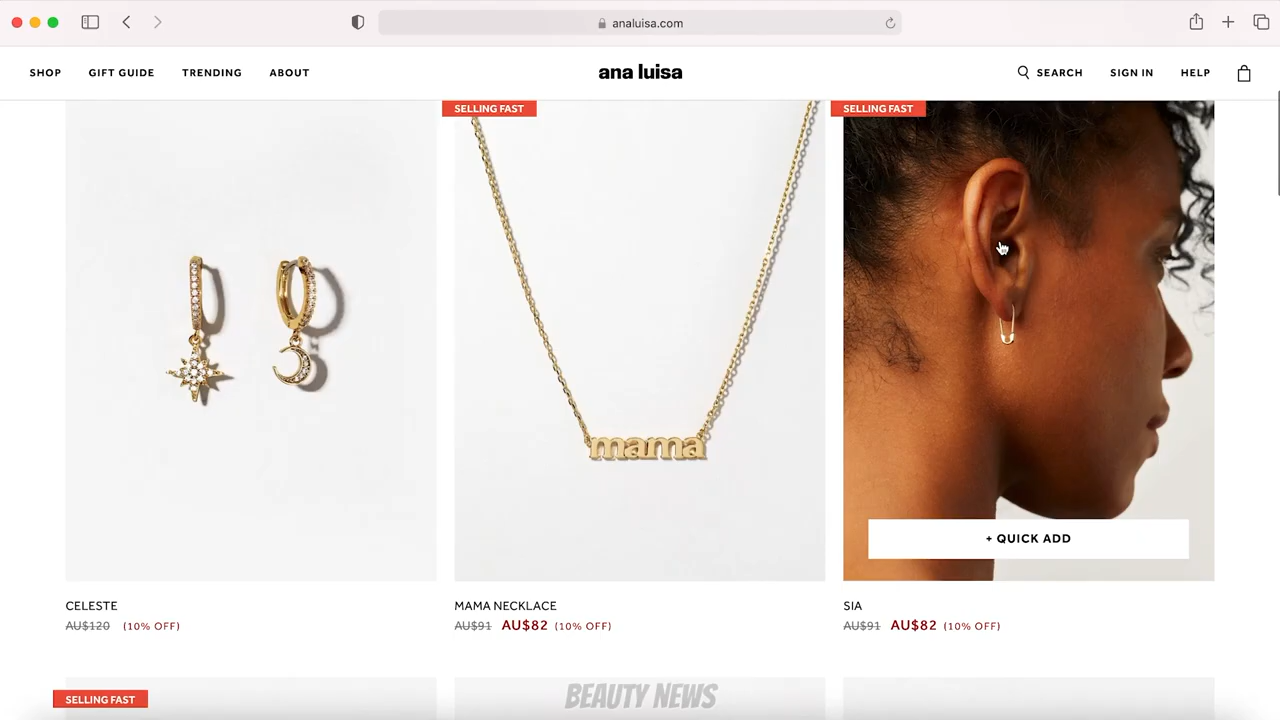 analuisa.com
SHOP GIFT GUIDE TRENDING ABOUT
ana luisa
SEARCH SIGN IN HELP
SELLING FAST
SELLING FAST
mama
+ QUICK ADD
CELESTE
AU$120 (10% OFF)
MAMA NECKLACE
AU$91 AU$82 (10% OFF)
SIA
AU$91 AU$82 (10% OFF)
SELLING FAST
BEAUTY NEWS